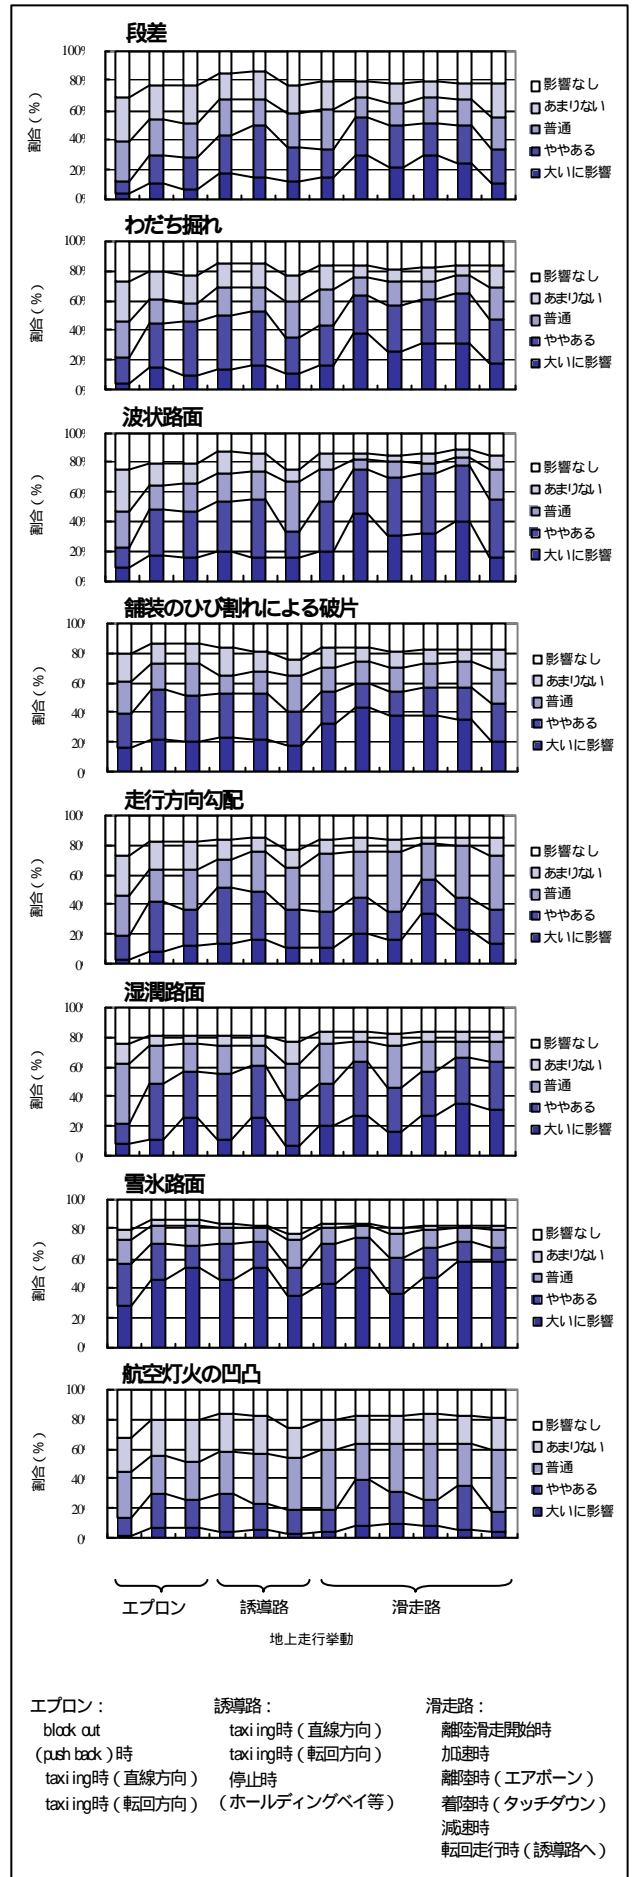 段差
100%
80%
60%
40%
20%
0%
割合(%)
影響なし
あまりない
普通
ややある
大いに影響
わだち掘れ
100%
80%
60%
40%
20%
0%
割合(%)
影響なし
あまりない
普通
ややある
大いに影響
波状路面
100%
80%
60%
40%
20%
0%
割合(%)
影響なし
あまりない
普通
ややある
大いに影響
舗装のひび割れによる破片
100
80
60
40
20
0
割合(%)
影響なし
あまりない
普通
ややある
大いに影響
走行方向勾配
100
80
60
40
20
0
割合(%)
影響なし
あまりない
普通
ややある
大いに影響
湿潤路面
100
80
60
40
20
0
割合(%)
影響なし
あまりない
普通
ややある
大いに影響
雪氷路面
100
80
60
40
20
0
割合(%)
影響なし
あまりない
普通
ややある
大いに影響
航空灯火の凹凸
100
80
60
40
20
0
割合(%)
影響なし
あまりない
普通
ややある
大いに影響
エプロン 誘導路 滑走路
地上走行挙動
エプロン:
block out
(push back)時
taxiing時(直線方向)
taxiing時(転回方向)
誘導路:
taxiing時(直線方向)
taxiing時(転回方向)
停止時
(ホールディングベイ等)
滑走路:
離陸滑走開始時
加速時
離陸時(エアボーン)
着陸時(タッチダウン)
減速時
転回走行時(誘導路へ)